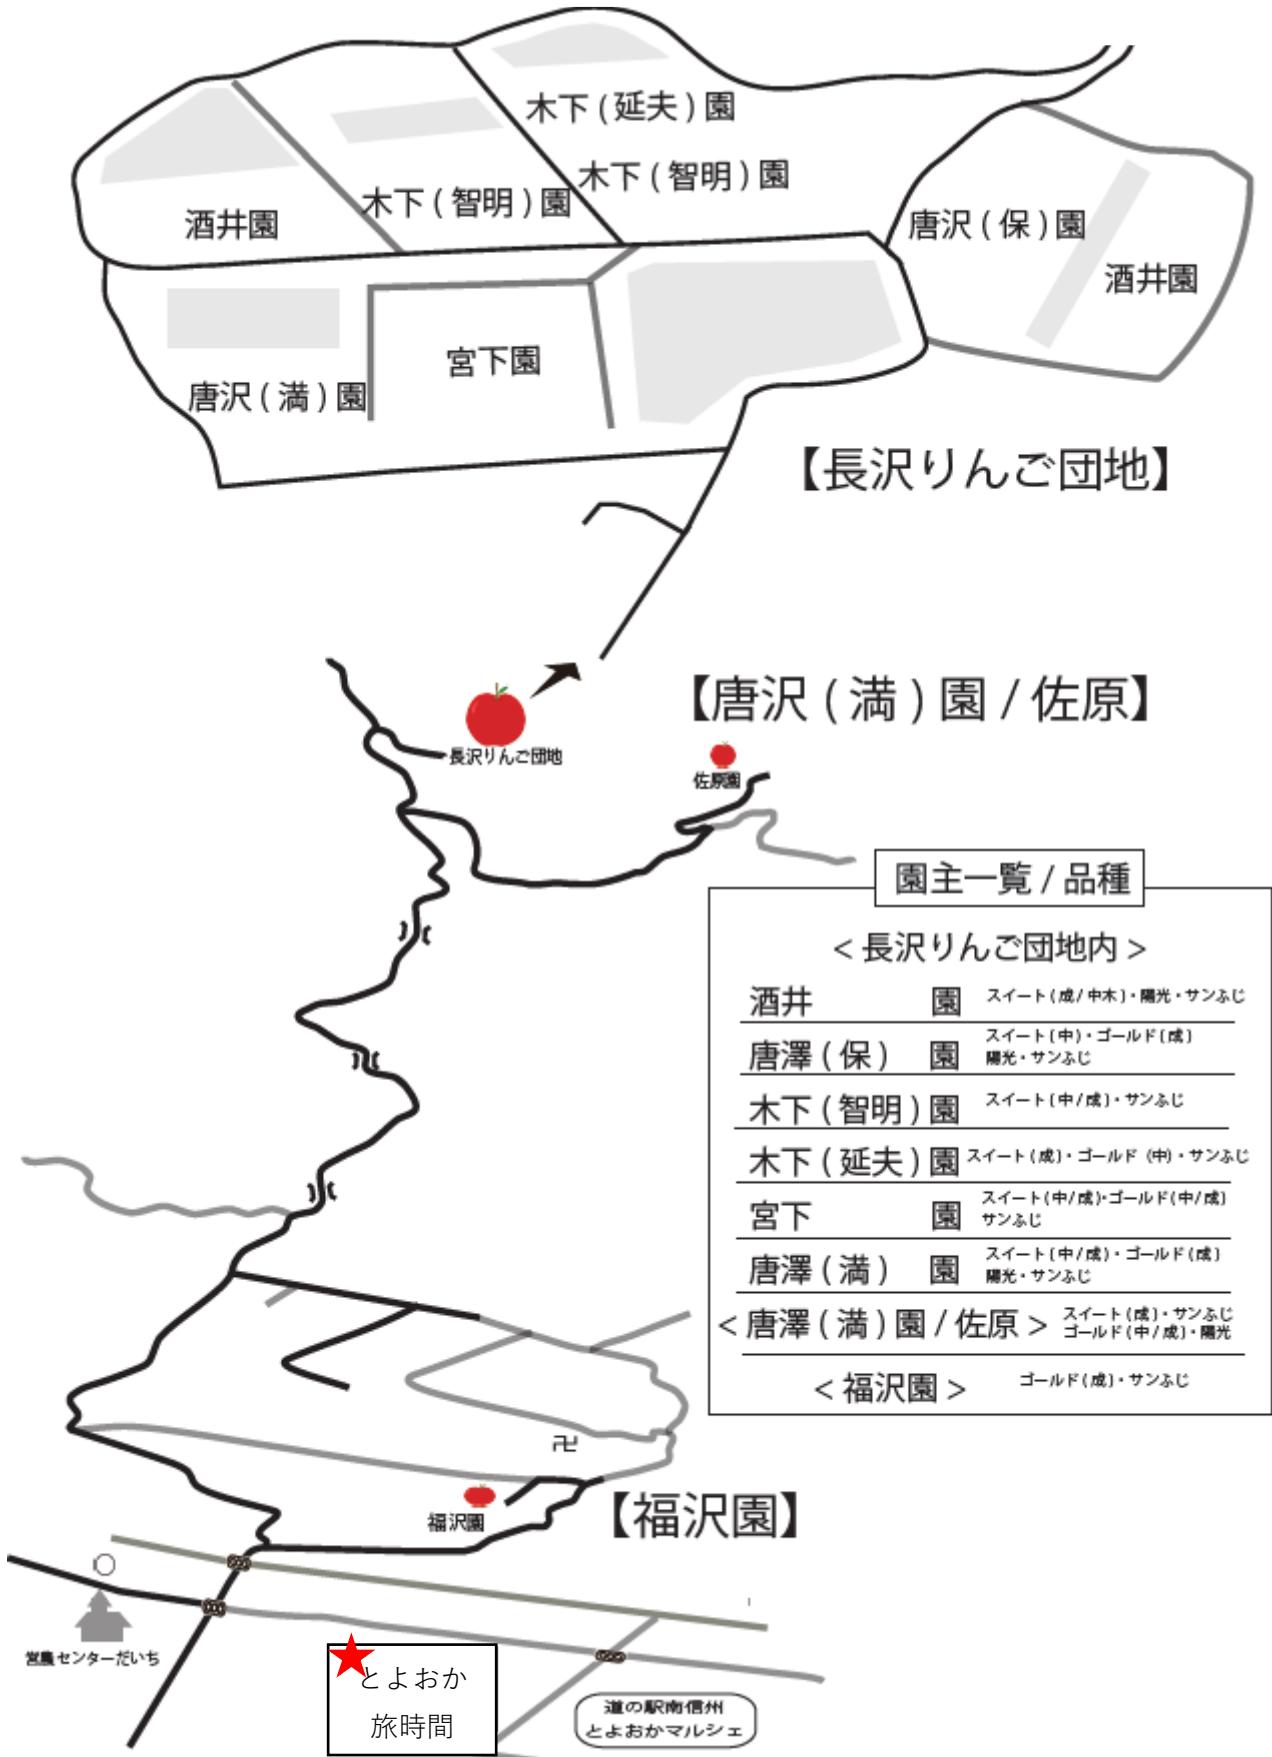 木下(延夫)園
木下(智明)園
木下(智明)園
酒井園
唐沢(保)園
酒井園
宮下園
唐沢(満)園
【長沢りんご団地】
【唐沢(満)園/佐原】
長沢りんご団地
佐原園
園主一覧/品種
<長沢りんご団地内>
酒井 園 スイート(成/中木)・陽光・サンふじ
唐澤(保) 園 スイート(中)・ゴールド(成)
陽光・サンふじ
木下(智明)園 スイート(中/成)・サンふじ
木下(延夫)園 スイート(成)・ゴールド(中)・サンふじ
宮下 園 スイート(中/成)・ゴールド(中/成)
サンふじ
唐澤(満) 園 スイート(中/成)・ゴールド(成)
陽光・サンふじ
<唐澤(満)園/佐原> スイート(成)・サンふじ
ゴールド(中/成)・陽光
<福沢園> ゴールド(成)・サンふじ
卍
福沢園
【福沢園】
営農センターだいち
とよおか
旅時間
道の駅南信州
とよおかマルシェ